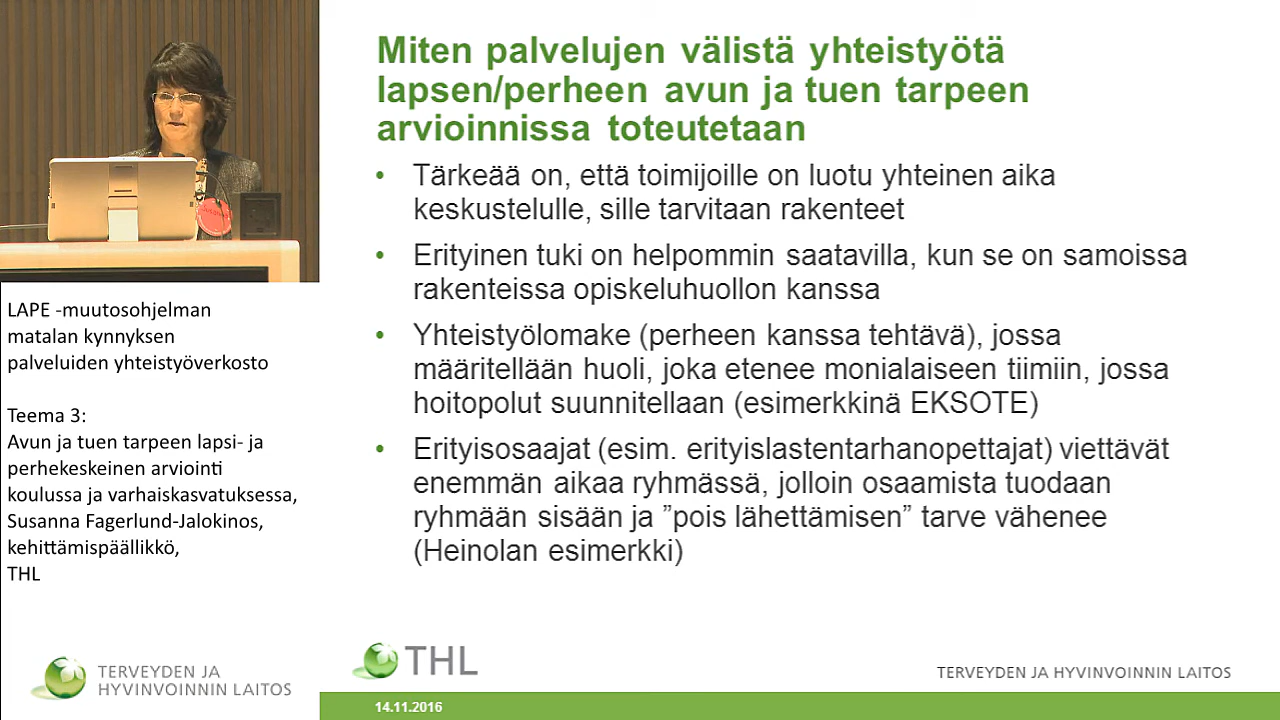 Miten palvelujen välistä yhteistyötä
lapsen/perheen avun ja tuen tarpeen
arvioinnissa toteutetaan
• Tärkeää on, että toimijoille on luotu yhteinen aika
keskustelulle, sille tarvitaan rakenteet
• Erityinen tuki on helpommin saatavilla, kun se on samoissa
rakenteissa opiskeluhuollon kanssa
• Yhteistyölomake (perheen kanssa tehtävä), jossa
määritellään huoli, joka etenee monialaiseen tiimiin, jossa
hoitopolut suunnitellaan (esimerkkinä EKSOTE)
• Erityisosaajat (esim. erityislastentarhanopettajat) viettävät
enemmän aikaa ryhmässä, jolloin osaamista tuodaan
ryhmään sisään ja ”pois lähettämisen” tarve vähenee
(Heinolan esimerkki)
LAPE -muutosohjelman
matalan kynnyksen
palveluiden yhteistyöverkosto
Teema 3:
Avun ja tuen tarpeen lapsi- ja
perhekeskeinen arviointi
koulussa ja varhaiskasvatuksessa,
Susanna Fagerlund-Jalokinos,
kehittämispäällikkö,
THL
TERVEYDEN JA
HYVINVOINNIN LAITOS
THL
TERVEYDEN JA HYVINVOINNIN LAITOS
14.11.2016